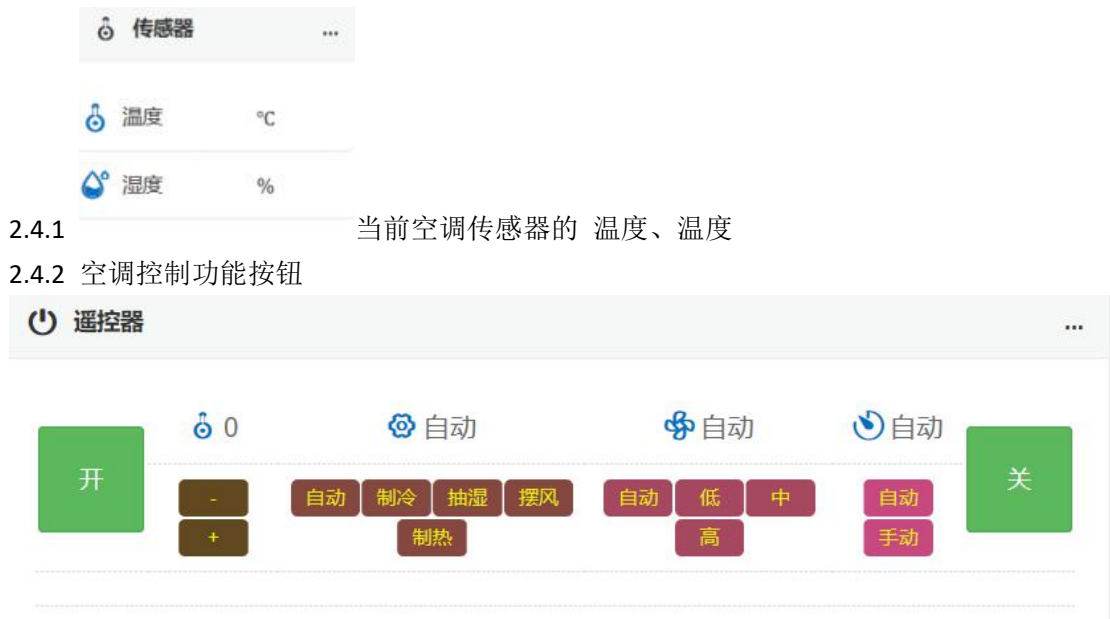 传感器 ...
温度 ℃
湿度 %
2.4.1 当前空调传感器的 温度、温度
2.4.2 空调控制功能按钮
遥控器 ...
0 自动 自动 自动
开 关
- 自动 制冷 抽湿 摆风 自动 低 中 自动
+ 制热 高 手动